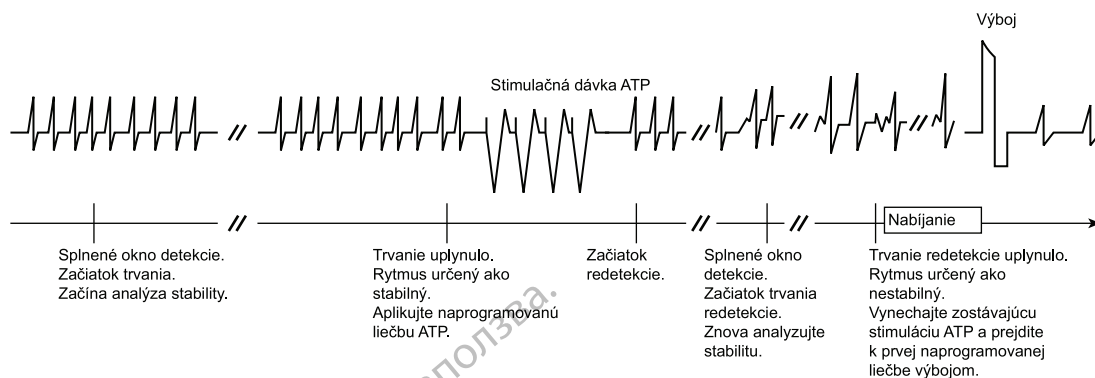 Výboj
Stimulačná dávka ATP
Nabíjanie
Splnené okno detekcie.
Začiatok trvania.
Začína analýza stability.
Trvanie uplynulo.
Rytmus určený ako
stabilný.
Aplikujte naprogramovanú
liečbu ATP.
Začiatok
redetekcie.
Splnené okno
detekcie.
Začiatok trvania
redetekcie.
Znova analyzujte
stabilitu.
Trvanie redetekcie uplynulo.
Rytmus určený ako
nestabilný.
Vynechajte zostávajúcu
stimuláciu ATP a prejdite
k prvej naprogramovanej
liečbe výbojom.